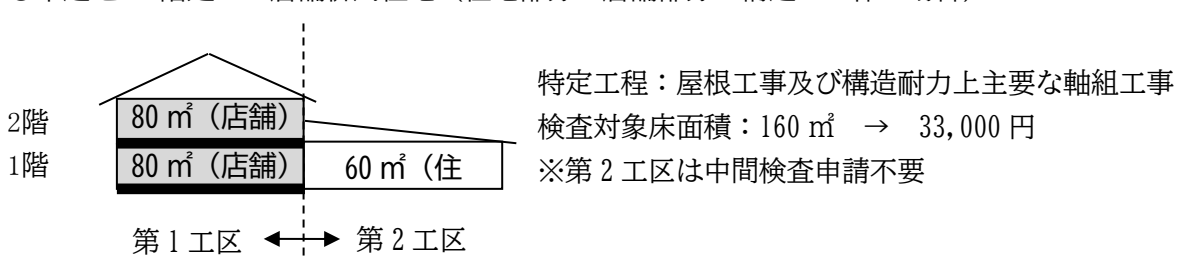 特定工程：屋根工事及び構造耐力上主要な軸組工事
2階 80 ㎡（店舗） 検査対象床面積：160 ㎡ → 33,000 円
1階 80 ㎡（店舗） 60 ㎡（住 ※第 2 工区は中間検査申請不要
第 1 工区 第 2 工区